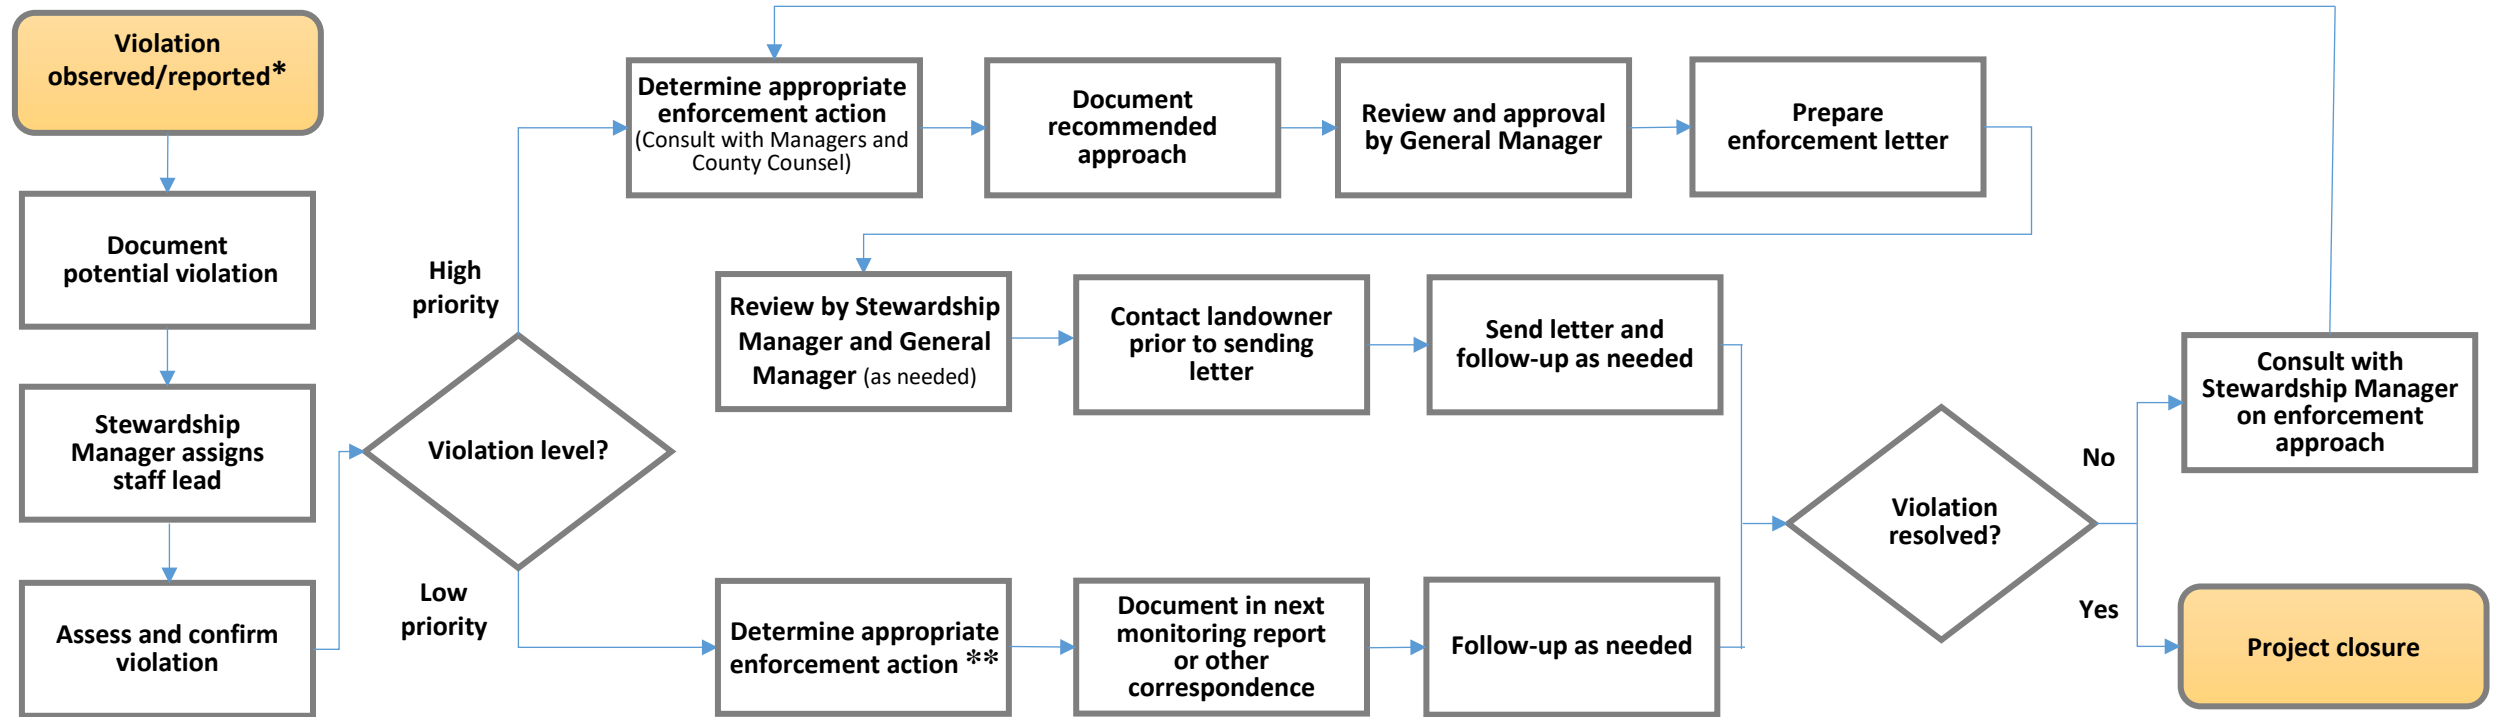 Violation
observed/reported*
Document
potential violation
Stewardship
Manager assigns
staff lead
Assess and confirm
violation
Violation level?
High
priority
Low
priority
Determine appropriate
enforcement action
(Consult with Managers and
County Counsel)
Document
recommended
approach
Review and approval
by General Manager
Prepare
enforcement letter
Review by Stewardship
Manager and General
Manager (as needed)
Contact landowner
prior to sending
letter
Send letter and
follow-up as needed
Determine appropriate
enforcement action **
Document in next
monitoring report
or other
correspondence
Follow-up as needed
Violation
resolved?
No
Yes
Consult with
Stewardship Manager
on enforcement
approach
Project closure